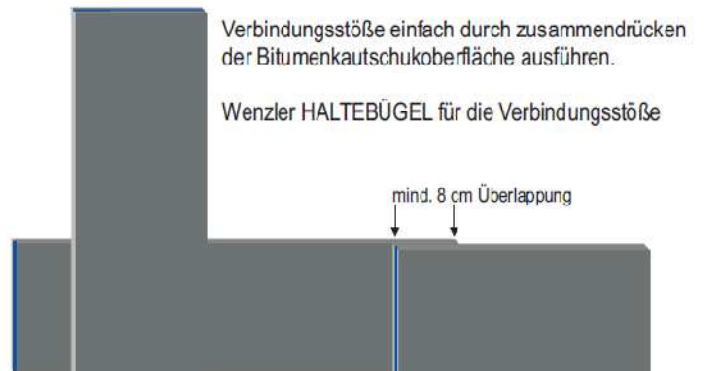 Verbindungsstöße einfach durch zusammendrücken
der Bitumenkautschukoberfläche ausführen.
Wenzler HALTEBÜGEL für die Verbindungsstöße
mind. 8 cm Überlappung